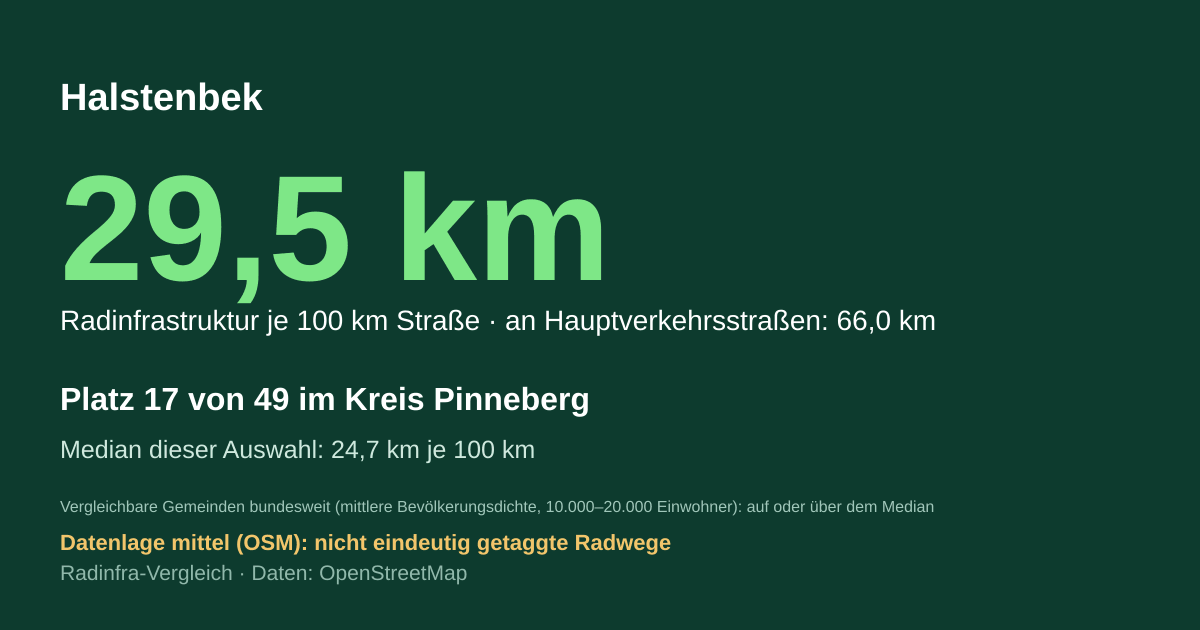 Halstenbek
29,5 km
Radinfrastruktur je 100 km Straße · an Hauptverkehrsstraßen: 66,0 km
Platz 17 von 49 im Kreis Pinneberg
Median dieser Auswahl: 24,7 km je 100 km
Vergleichbare Gemeinden bundesweit (mittlere Bevölkerungsdichte, 10.000–20.000 Einwohner): auf oder über dem Median
Datenlage mittel (OSM): nicht eindeutig getaggte Radwege
Radinfra-Vergleich · Daten: OpenStreetMap